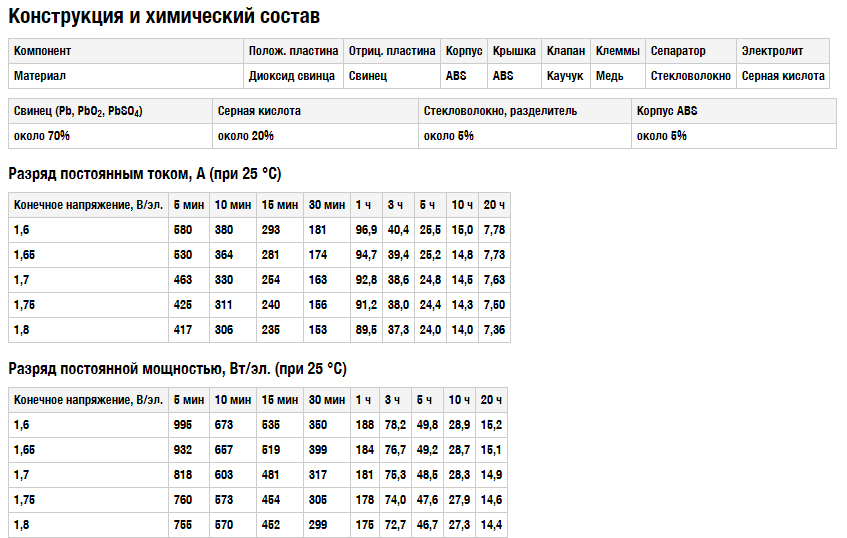 Конструкция и химический состав
Компонент Полож. пластина Отриц. пластина Корпус Крышка Клапан Клеммы Сепаратор Электролит
Материал Диоксид свинца Свинец ABS ABS Каучук Медь Стекловолокно Серная кислота
Свинец (Pb, PbO₂, PbSO₄) Серная кислота Стекловолокно, разделитель Корпус ABS
около 70% около 20% около 5% около 5%
Разряд постоянным током, А (при 25 °C)
Конечное напряжение, В/эл. 5 мин 10 мин 15 мин 30 мин 1 ч 3 ч 5 ч 10 ч 20 ч
1,6 580 380 293 181 96,9 40,4 25,5 15,0 7,78
1,65 530 364 281 174 94,7 39,4 25,2 14,8 7,73
1,7 463 330 254 163 92,8 38,6 24,8 14,5 7,63
1,75 425 311 240 156 91,2 38,0 24,4 14,3 7,50
1,8 417 306 235 153 89,5 37,3 24,0 14,0 7,36
Разряд постоянной мощностью, Вт/эл. (при 25 °C)
Конечное напряжение, В/эл. 5 мин 10 мин 15 мин 30 мин 1 ч 3 ч 5 ч 10 ч 20 ч
1,6 995 673 535 350 188 78,2 49,8 28,9 15,2
1,65 932 657 519 399 184 76,7 49,2 28,7 15,1
1,7 818 603 481 317 181 75,3 48,5 28,3 14,9
1,75 760 573 454 305 178 74,0 47,6 27,9 14,6
1,8 755 570 452 299 175 72,7 46,7 27,3 14,4